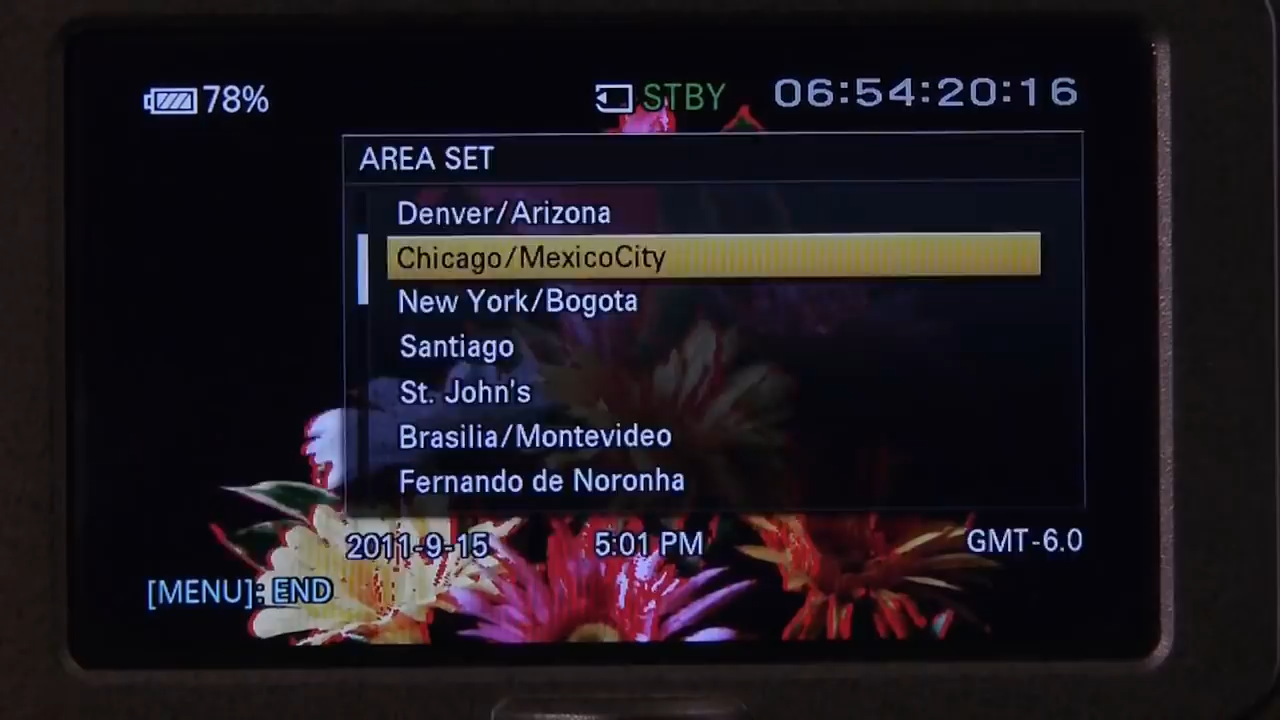 78% STBY 06:54:20:16
AREA SET
Denver/Arizona
Chicago/MexicoCity
New York/Bogota
Santiago
St. John's
Brasilia/Montevideo
Fernando de Noronha
2011-9-15 5:01 PM GMT-6.0
[MENU]: END